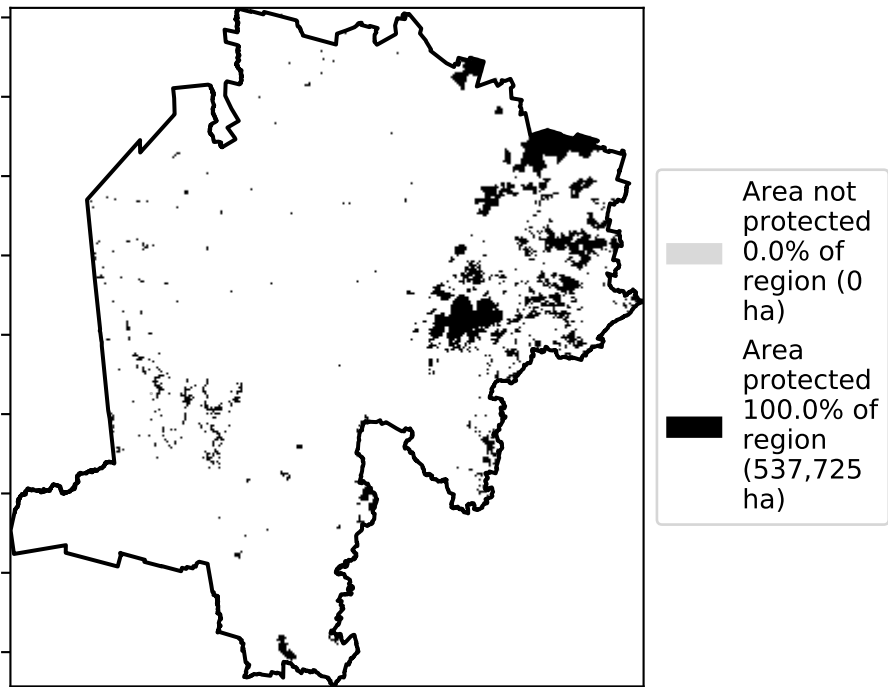 Area not
protected
0.0% of
region (0
ha)
Area
protected
100.0% of
region
(537,725
ha)